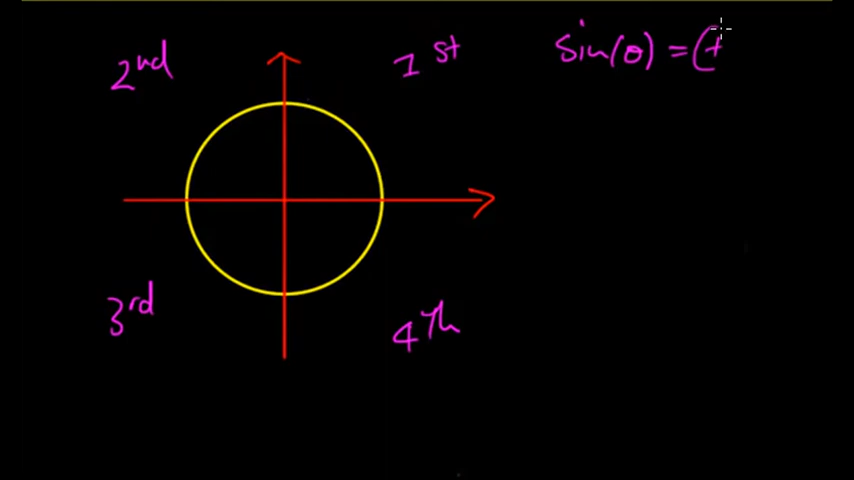 2nd
1st
sin(θ) = (+
3rd
4th